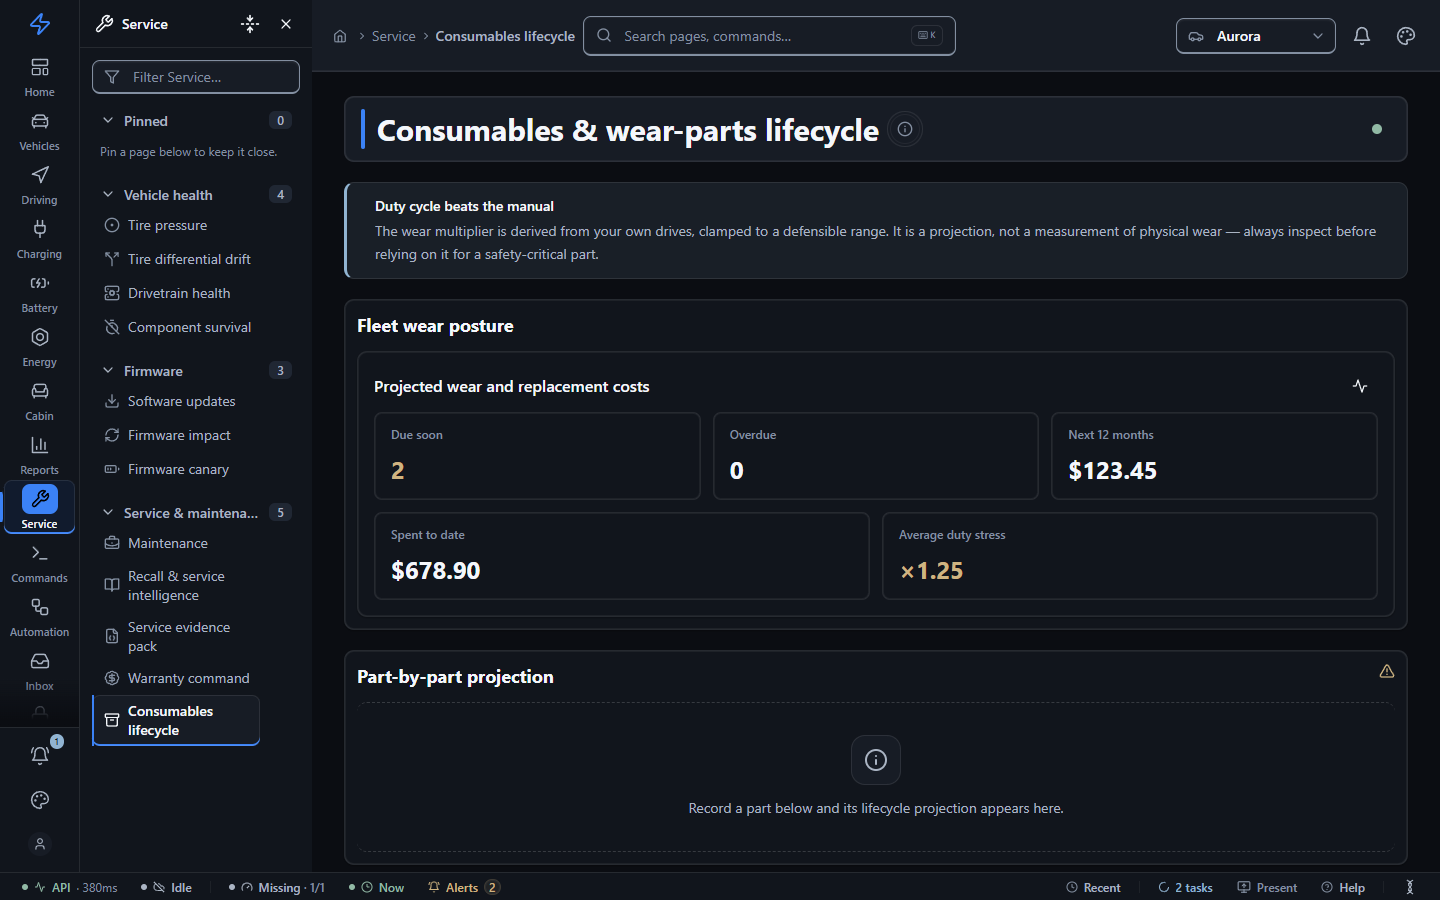 Home
Vehicles
Driving
Charging
Battery
Energy
Cabin
Reports
Service
Commands
Automation
Inbox
1
Service
Filter Service...
Pinned 0
Pin a page below to keep it close.
Vehicle health 4
Tire pressure
Tire differential drift
Drivetrain health
Component survival
Firmware 3
Software updates
Firmware impact
Firmware canary
Service & maintena... 5
Maintenance
Recall & service
intelligence
Service evidence
pack
Warranty command
Consumables
lifecycle
Service > Consumables lifecycle
Search pages, commands... K
Aurora
Consumables & wear-parts lifecycle
Duty cycle beats the manual
The wear multiplier is derived from your own drives, clamped to a defensible range. It is a projection, not a measurement of physical wear — always inspect before
relying on it for a safety-critical part.
Fleet wear posture
Projected wear and replacement costs
Due soon
2
Overdue
0
Next 12 months
$123.45
Spent to date
$678.90
Average duty stress
×1.25
Part-by-part projection
Record a part below and its lifecycle projection appears here.
API · 380ms Idle Missing · 1/1 Now Alerts 2 Recent 2 tasks Present Help